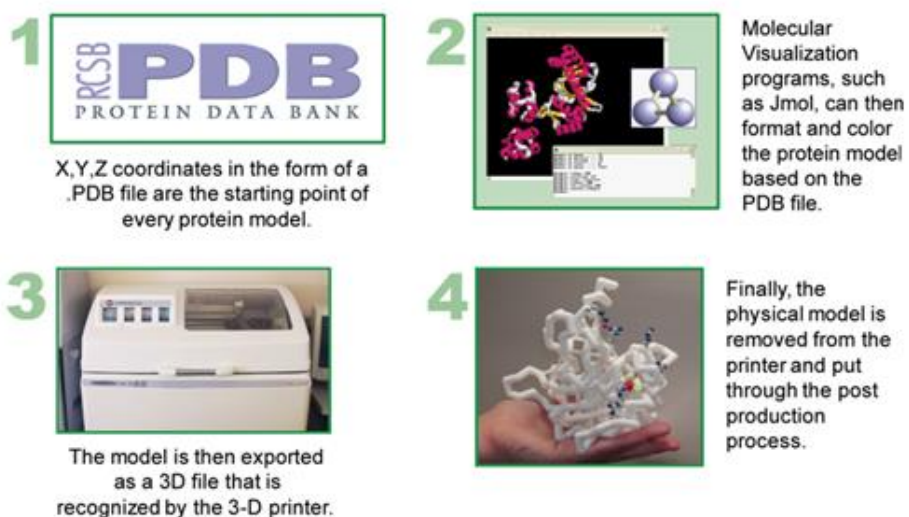 1
RCSB
PDB
PROTEIN DATA BANK
X,Y,Z coordinates in the form of a
.PDB file are the starting point of
every protein model.
2
Molecular
Visualization
programs, such
as Jmol, can then
format and color
the protein model
based on the
PDB file.
3
The model is then exported
as a 3D file that is
recognized by the 3-D printer.
4
Finally, the
physical model is
removed from the
printer and put
through the post
production
process.